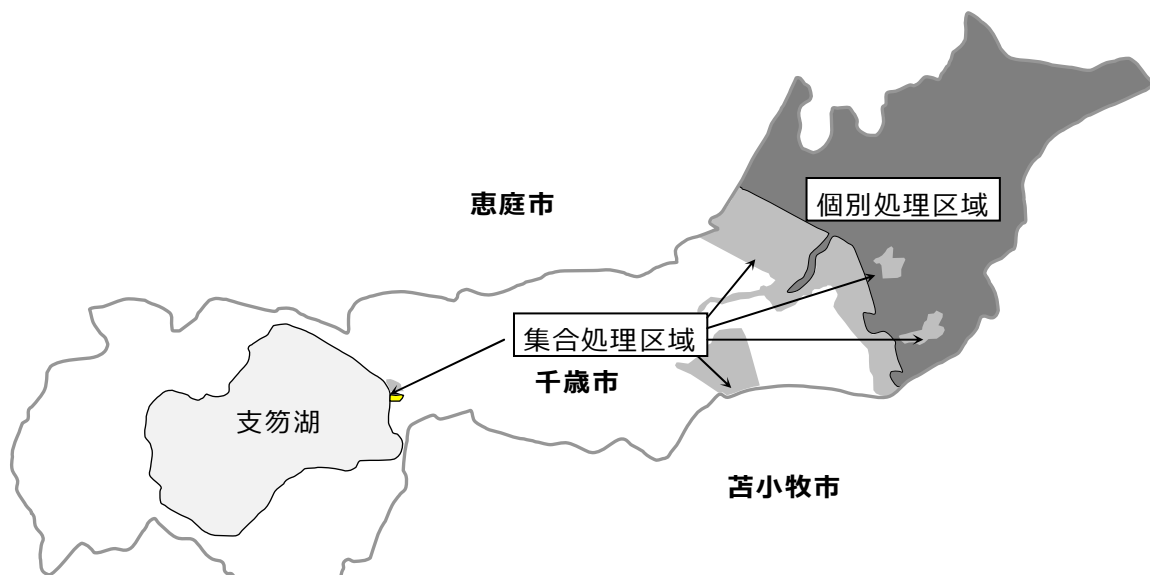 恵庭市
個別処理区域
集合処理区域
千歳市
支笏湖
苫小牧市